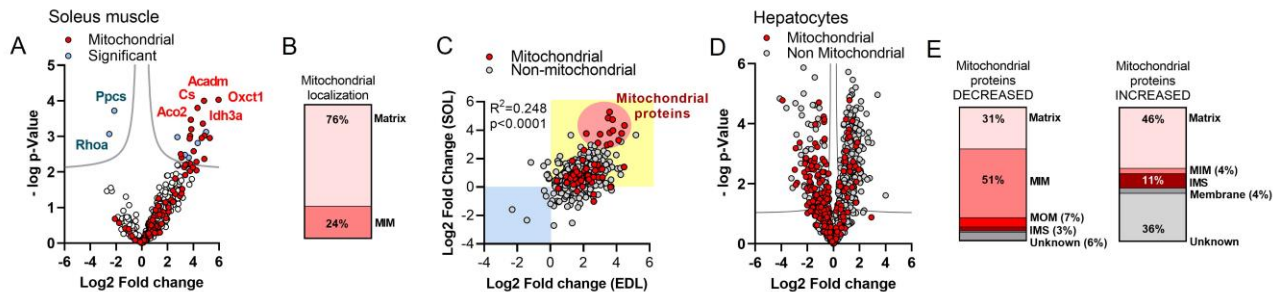 Soleus muscle
A
Mitochondrial
Significant
5
4
3
2
1
0
-6 -4 -2 0 2 4 6
- log p-Value
Log2 Fold change
Ppcs
Rhoa
Acadm
Cs
Oxct1
Aco2
Idh3a
B
Mitochondrial
localization
76%
Matrix
24%
MIM
C
Mitochondrial
Non-mitochondrial
R2=0.248
p<0.0001
Mitochondrial
proteins
6
4
2
0
-2
-4
-4 -2 0 2 4 6
Log2 Fold Change (SOL)
Log2 Fold change (EDL)
Hepatocytes
D
Mitochondrial
Non Mitochondrial
6
5
4
3
2
1
0
-6 -4 -2 0 2 4 6
- log p-Value
Log2 Fold change
E
Mitochondrial
proteins
DECREASED
31%
Matrix
51%
MIM
MOM (7%)
IMS (3%)
Unknown (6%)
Mitochondrial
proteins
INCREASED
46%
Matrix
MIM (4%)
11%
IMS
Membrane (4%)
36%
Unknown